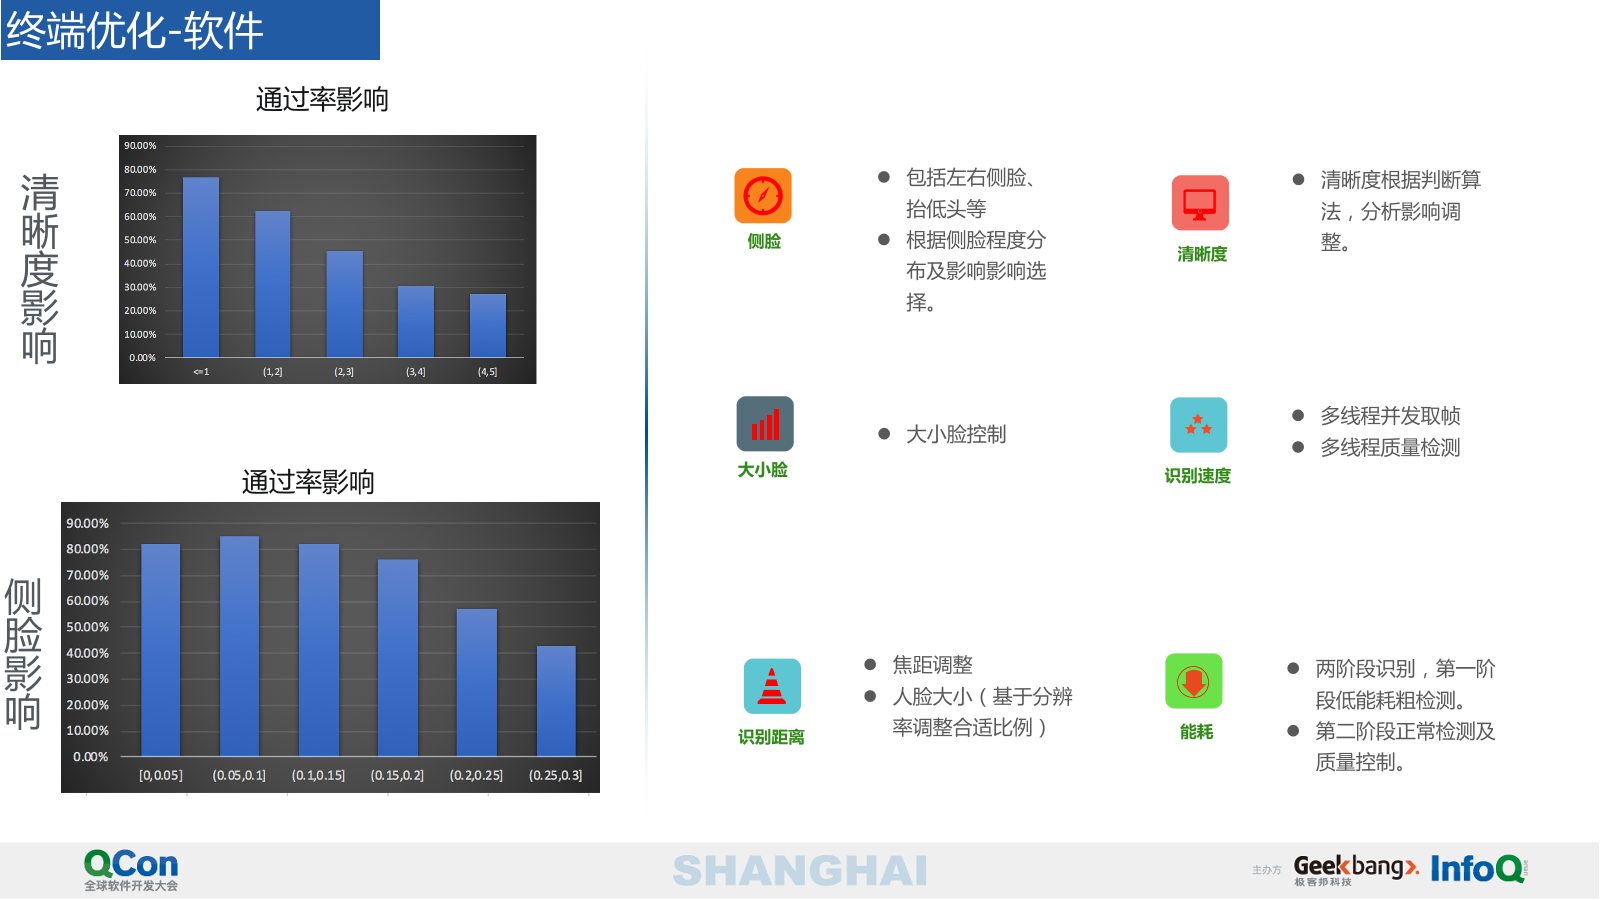 终端优化-软件
通过率影响
清晰度影响
90.00%
80.00%
70.00%
60.00%
50.00%
40.00%
30.00%
20.00%
10.00%
0.00%
<=1
(1,2]
(2,3]
(3,4]
(4,5]
通过率影响
侧脸影响
90.00%
80.00%
70.00%
60.00%
50.00%
40.00%
30.00%
20.00%
10.00%
0.00%
[0,0.05]
(0.05,0.1]
(0.1,0.15]
(0.15,0.2]
(0.2,0.25]
(0.25,0.3]
侧脸
● 包括左右侧脸、
抬低头等
● 根据侧脸程度分
布及影响影响选
择。
清晰度
● 清晰度根据判断算
法，分析影响调
整。
大小脸
● 大小脸控制
识别速度
● 多线程并发取帧
● 多线程质量检测
识别距离
● 焦距调整
● 人脸大小（基于分辨
率调整合适比例）
能耗
● 两阶段识别，第一阶
段低能耗粗检测。
● 第二阶段正常检测及
质量控制。
QCon
全球软件开发大会
SHANGHAI
主办方
Geekbang>.
极客邦科技
InfoQ